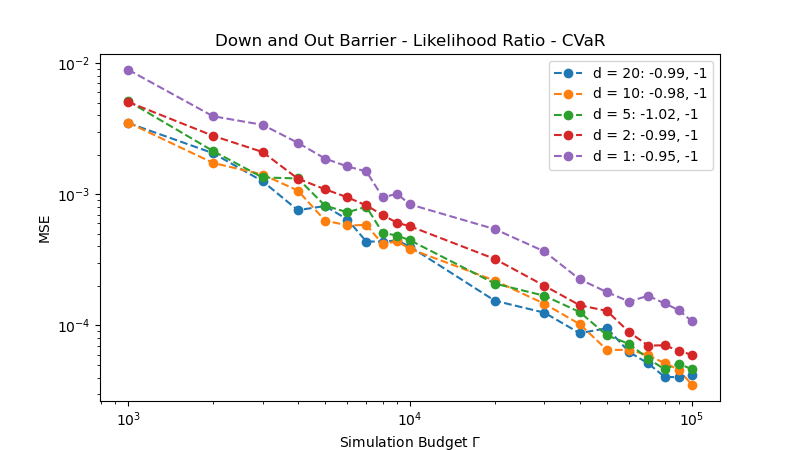 Down and Out Barrier - Likelihood Ratio - CVaR
d = 20: -0.99, -1
d = 10: -0.98, -1
d = 5: -1.02, -1
d = 2: -0.99, -1
d = 1: -0.95, -1
MSE
10⁻²
10⁻³
10⁻⁴
10³
10⁴
10⁵
Simulation Budget Γ